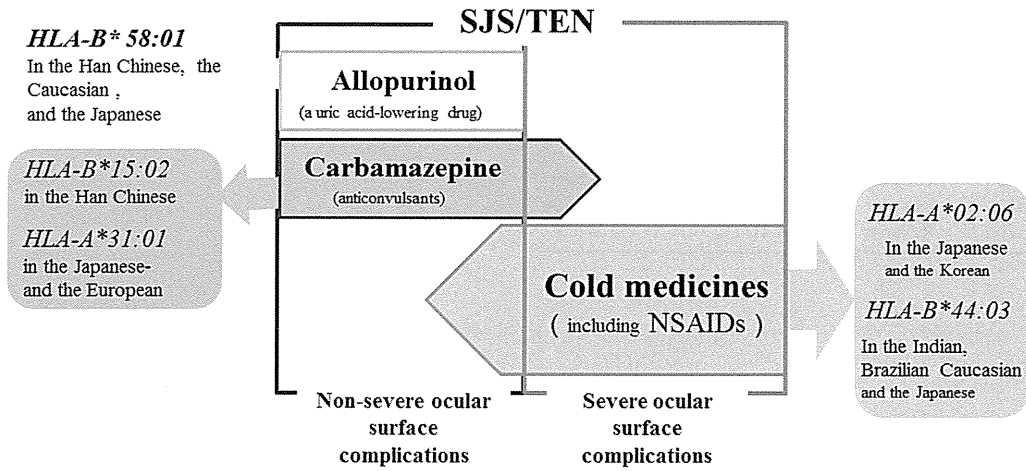 SJS/TEN
HLA-B* 58:01
In the Han Chinese, the
Caucasian ,
and the Japanese
Allopurinol
(a uric acid-lowering drug)
HLA-B*15:02
in the Han Chinese
HLA-A*31:01
in the Japanese-
and the European
Carbamazepine
(anticonvulsants)
Cold medicines
( including NSAIDs )
HLA-A*02:06
In the Japanese
and the Korean
HLA-B*44:03
In the Indian,
Brazilian Caucasian
and the Japanese
Non-severe ocular
surface
complications
Severe ocular
surface
complications